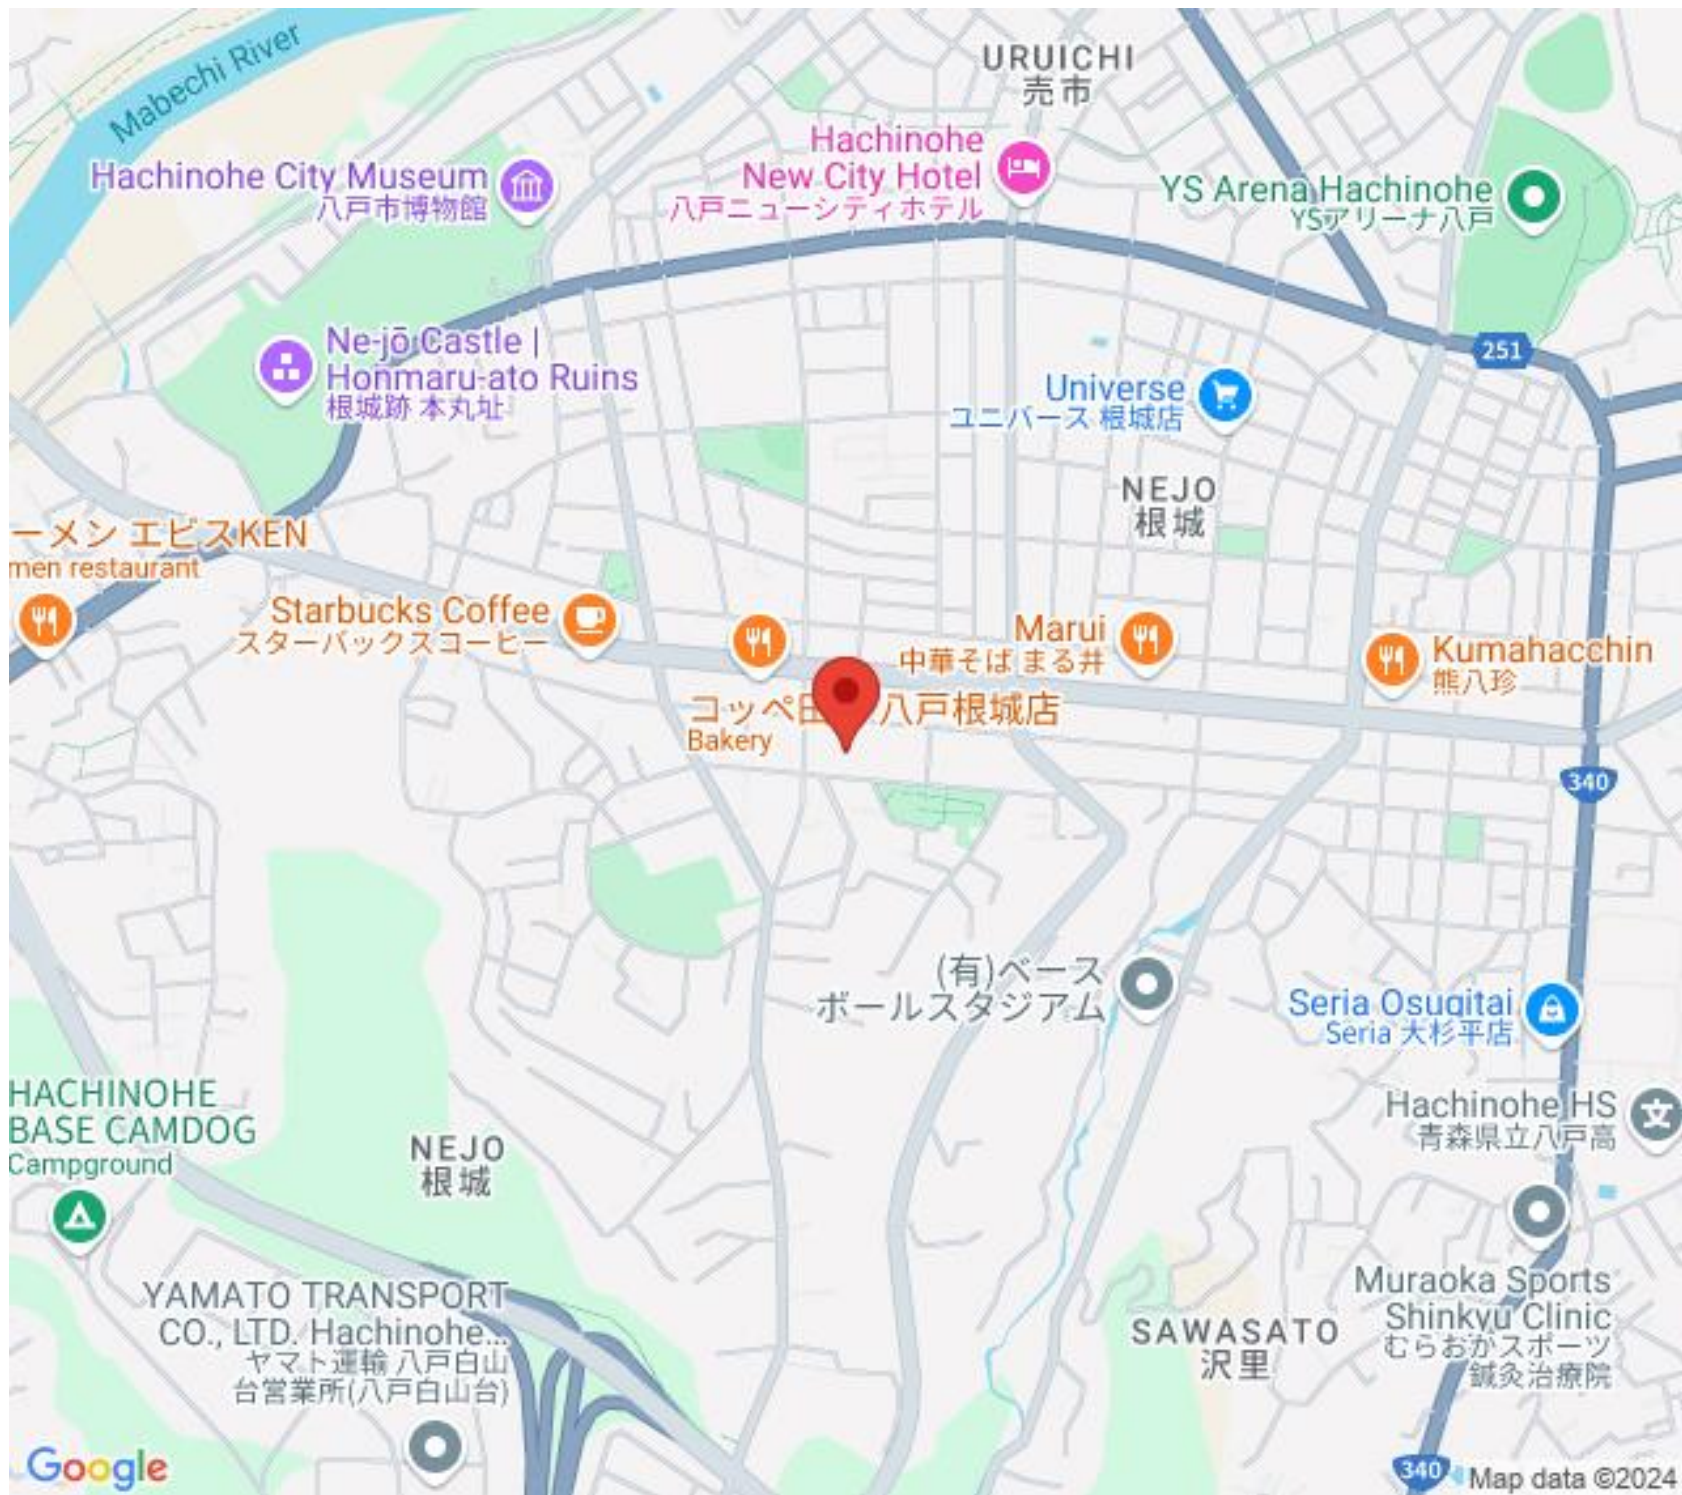 Mabechi River
URUICHI
売市
Hachinohe
New City Hotel
八戸ニューシティホテル
Hachinohe City Museum
八戸市博物館
YS Arena Hachinohe
YSアリーナ八戸
Ne-jō Castle |
Honmaru-ato Ruins
根城跡 本丸址
251
Universe
ユニバース 根城店
NEJO
根城
ーメン エビスKEN
men restaurant
Starbucks Coffee
スターバックスコーヒー
Marui
中華そば まる井
Kumahacchin
熊八珍
コッペ田 八戸根城店
Bakery
340
(有)ベース
ボールスタジアム
Seria Osugitai
Seria 大杉平店
HACHINOHE
BASE CAMDOG
Campground
Hachinohe HS
青森県立八戸高
NEJO
根城
YAMATO TRANSPORT
CO., LTD. Hachinohe...
ヤマト運輸 八戸白山
台営業所(八戸白山台)
SAWASATO
沢里
Muraoka Sports
Shinkyu Clinic
むらおかスポーツ
鍼灸治療院
Google
340
Map data ©2024